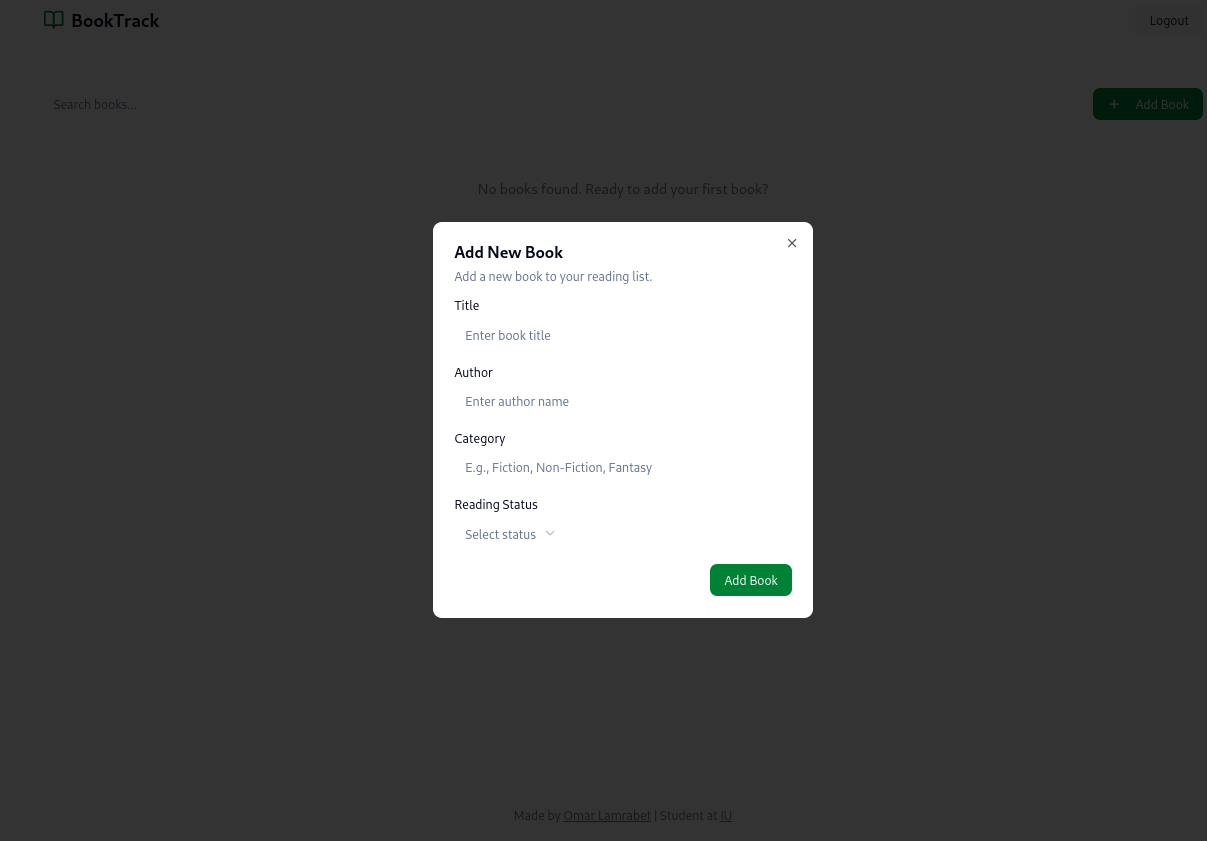 BookTrack
Logout
Search books...
Add Book
No books found. Ready to add your first book?
Add New Book
Add a new book to your reading list.
Title
Enter book title
Author
Enter author name
Category
E.g., Fiction, Non-Fiction, Fantasy
Reading Status
Select status
Add Book
Made by Omar Lamrabet | Student at IU